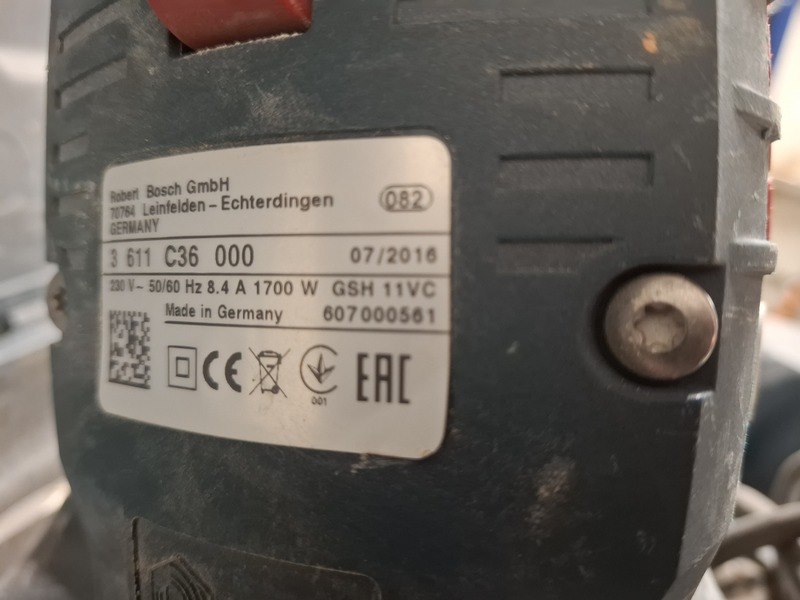 Robert Bosch GmbH
70764 Leinfelden – Echterdingen
GERMANY
082
3 611 C36 000 07/2016
230 V~ 50/60 Hz 8.4 A 1700 W GSH 11VC
Made in Germany 607000561
CE
001
EAC